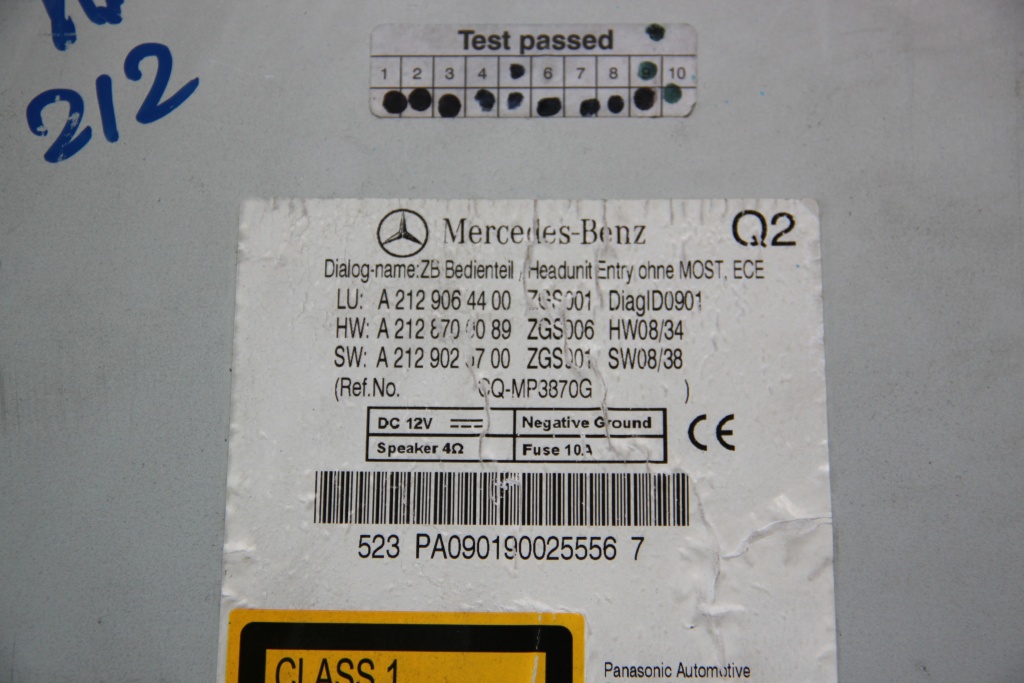 212
Test passed
1 2 3 4 6 7 8 9 10
Mercedes-Benz
Q2
Dialog-name:ZB Bedienteil, Headunit Entry ohne MOST, ECE
LU: A 212 906 44 00 ZGS001 DiagID0901
HW: A 212 870 89 ZGS006 HW08/34
SW: A 212 902 00 ZGS001 SW08/38
(Ref.No. CQ-MP3870G )
DC 12V Negative Ground
Speaker 4Ω Fuse 10A
CE
523 PA090190025556 7
CLASS 1
Panasonic Automotive